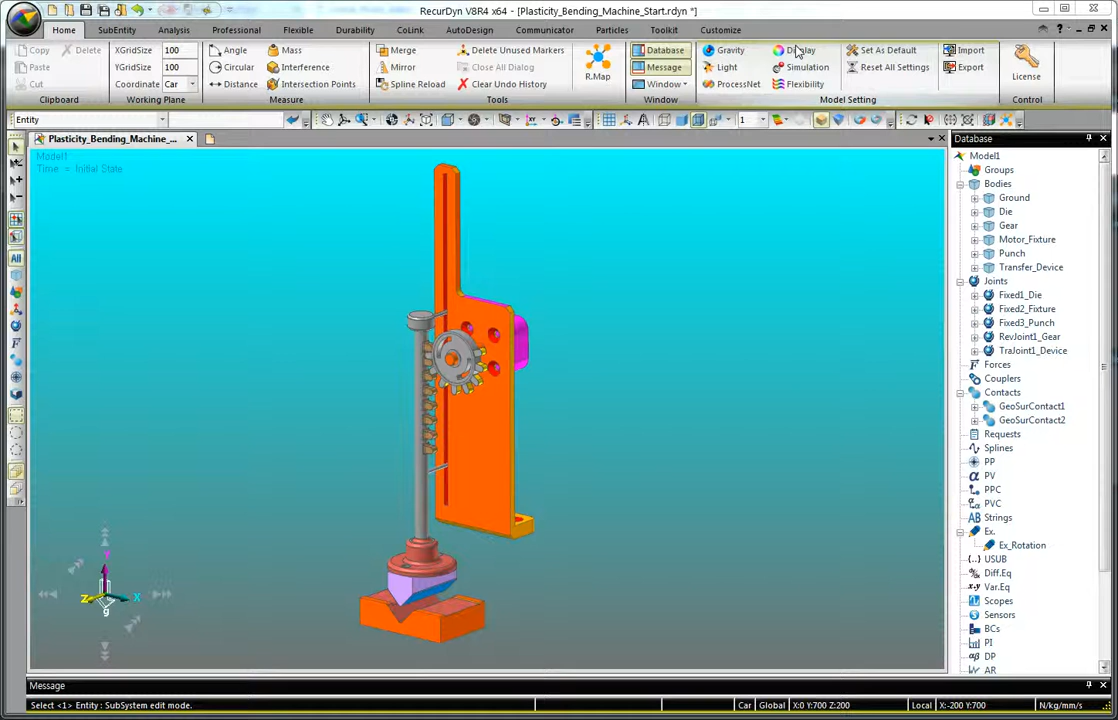 RecurDyn V8R4 x64 - [Plasticity_Bending_Machine_Start.rdyn *]
Home SubEntity Analysis Professional Flexible Durability CoLink AutoDesign Communicator Particles Toolkit Customize
Copy Delete XGridSize 100 Angle Mass Merge Delete Unused Markers Database Gravity Display Set As Default Import
Paste YGridSize 100 Circular Interference Mirror Close All Dialog Message R.Map Light Simulation Reset All Settings Export License
Cut Coordinate Car Distance Intersection Points Spline Reload Clear Undo History Window ProcessNet Flexibility
Clipboard Working Plane Measure Tools Window Model Setting Control
Entity 1
Plasticity_Bending_Machine_... Database
Model1
Time = Initial State
All
Y
Z X
g
Model1
Groups
Bodies
Ground
Die
Gear
Motor_Fixture
Punch
Transfer_Device
Joints
Fixed1_Die
Fixed2_Fixture
Fixed3_Punch
RevJoint1_Gear
TraJoint1_Device
Forces
Couplers
Contacts
GeoSurContact1
GeoSurContact2
Requests
Splines
PP
PV
PPC
PVC
Strings
Ex.
Ex_Rotation
USUB
Diff.Eq
Var.Eq
Scopes
Sensors
BCs
PI
DP
AR
Message
Select <1> Entity : SubSystem edit mode. Car Global X:0 Y:700 Z:200 Local X:-200 Y:700 N/kg/mm/s